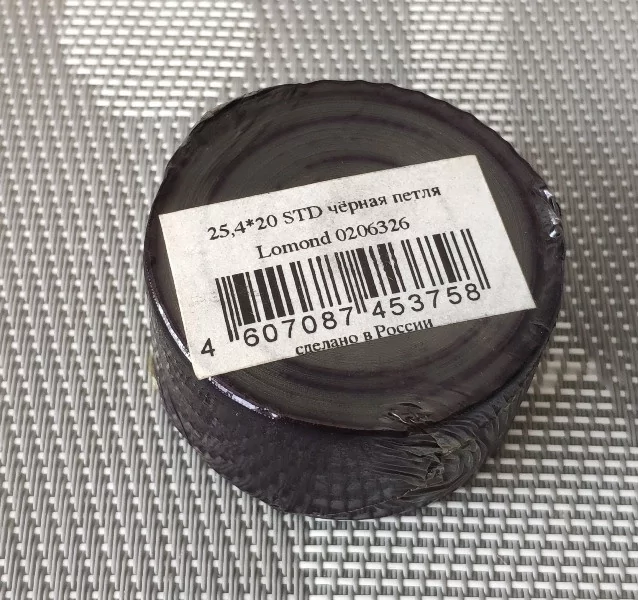 25,4*20 STD чёрная петля
Lomond 0206326
4 607087 453758
сделано в России